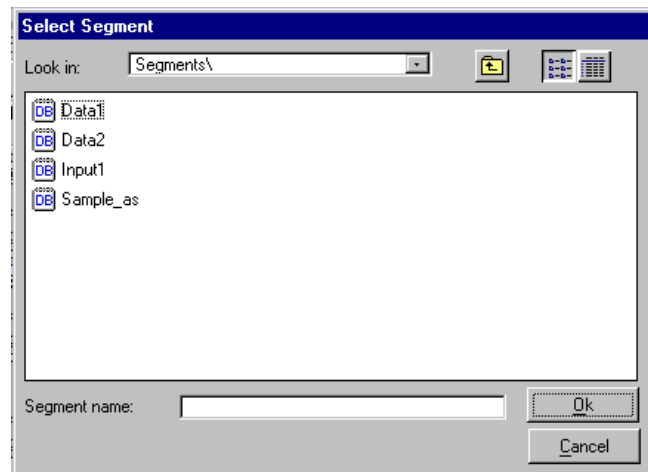 Select Segment
Look in: Segments\
DB Data1
DB Data2
DB Input1
DB Sample_as
Segment name: Ok
Cancel